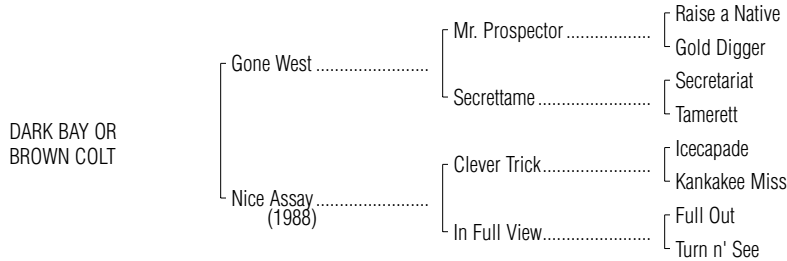 DARK BAY OR
BROWN COLT
Gone West ........................
Mr. Prospector ..................
Raise a Native
Gold Digger
Secrettame ........................
Secretariat
Tamerett
Nice Assay ........................
(1988)
Clever Trick .......................
Icecapade
Kankakee Miss
In Full View .......................
Full Out
Turn n' See